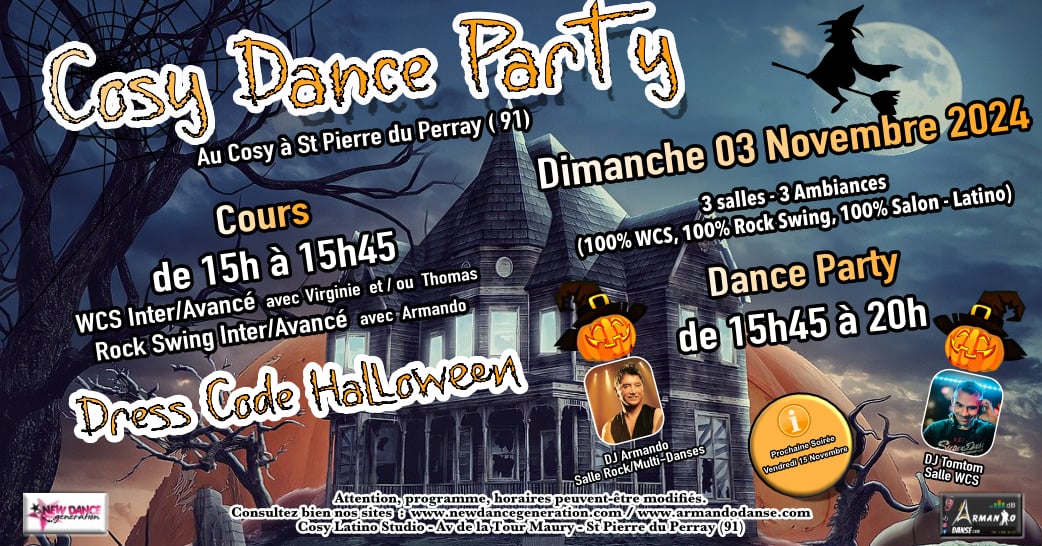 Cosy Dance Party
Au Cosy à St Pierre du Perray ( 91)
Dimanche 03 Novembre 2024
3 salles - 3 Ambiances
(100% WCS, 100% Rock Swing, 100% Salon - Latino)
Cours
de 15h à 15h45
WCS Inter/Avancé avec Virginie et / ou Thomas
Rock Swing Inter/Avancé avec Armando
Dance Party
de 15h45 à 20h
Dress Code Halloween
DJ Armando
Salle Rock/Multi-Danses
i
Prochaine Soirée
Vendredi 15 Novembre
DJ Tomtom
Salle WCS
Attention, programme, horaires peuvent-être modifiés.
Consultez bien nos sites : www.newdancegeneration.com / www.armandodanse.com
Cosy Latino Studio - Av de la Tour Maury - St Pierre du Perray (91)
NEW DANCE
generation
dB
ARMANDO
DANSE.com